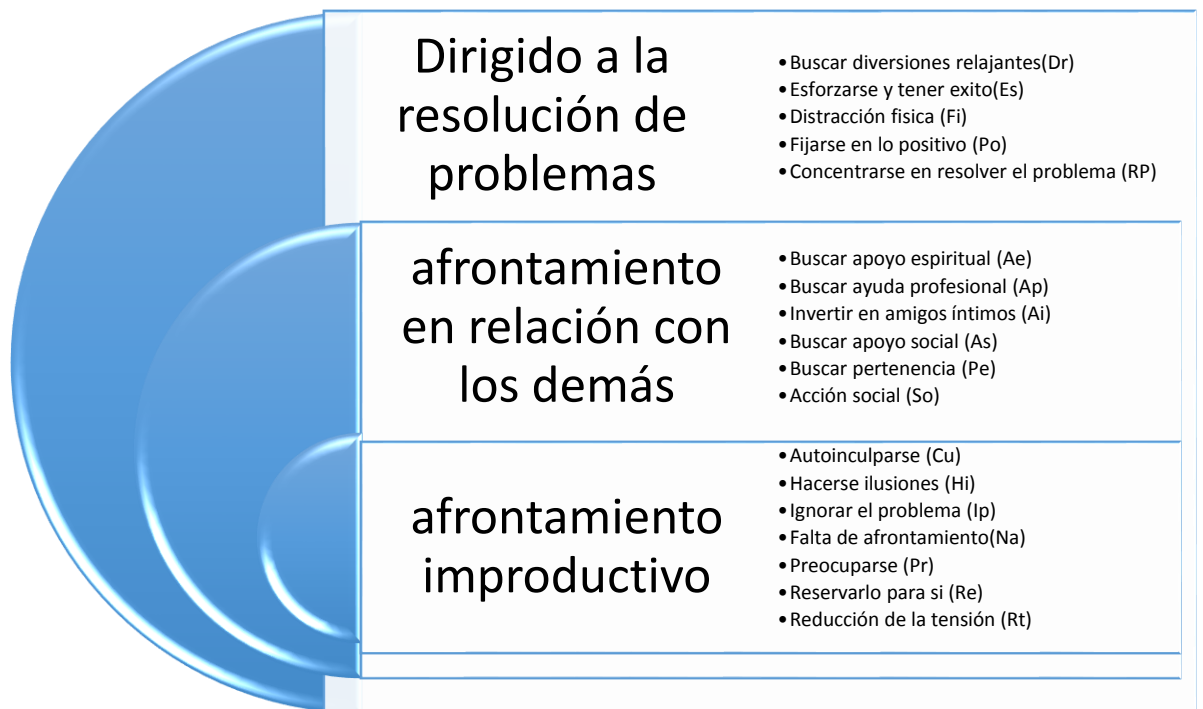 Dirigido a la
resolución de
problemas
•Buscar diversiones relajantes(Dr)
•Esforzarse y tener exito(Es)
•Distracción fisica (Fi)
•Fijarse en lo positivo (Po)
•Concentrarse en resolver el problema (RP)
afrontamiento
en relación con
los demás
•Buscar apoyo espiritual (Ae)
•Buscar ayuda profesional (Ap)
•Invertir en amigos íntimos (Ai)
•Buscar apoyo social (As)
•Buscar pertenencia (Pe)
•Acción social (So)
afrontamiento
improductivo
•Autoinculparse (Cu)
•Hacerse ilusiones (Hi)
•Ignorar el problema (Ip)
•Falta de afrontamiento(Na)
•Preocuparse (Pr)
•Reservarlo para si (Re)
•Reducción de la tensión (Rt)